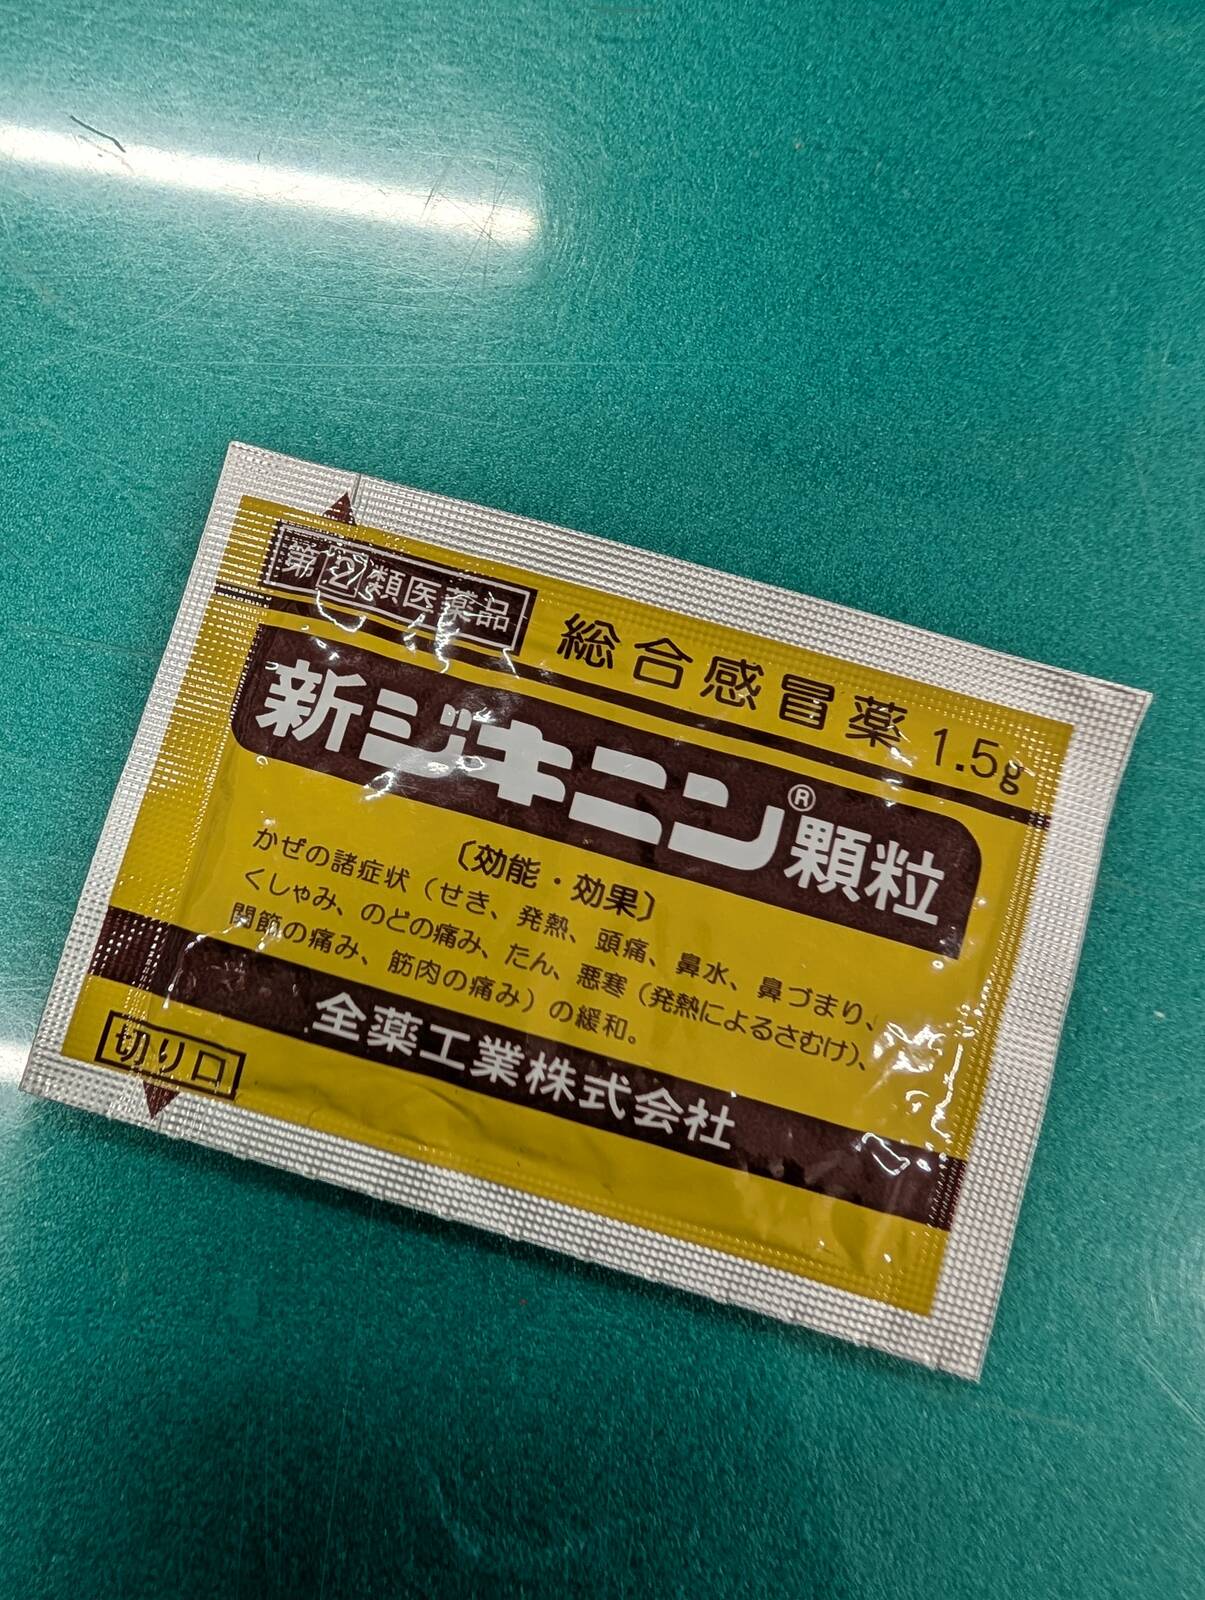 第②類医薬品
総合感冒薬 1.5g
新ジキニン®顆粒
〔効能・効果〕
かぜの諸症状（せき、発熱、頭痛、鼻水、鼻づまり、
くしゃみ、のどの痛み、たん、悪寒（発熱によるさむけ）、
関節の痛み、筋肉の痛み）の緩和。
全薬工業株式会社
切り口